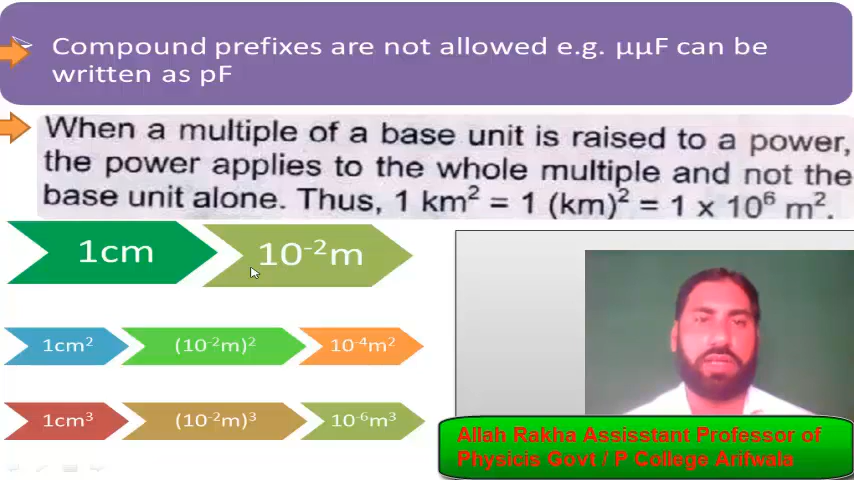 Compound prefixes are not allowed e.g. μμF can be
written as pF
When a multiple of a base unit is raised to a power,
the power applies to the whole multiple and not the
base unit alone. Thus, 1 km² = 1 (km)² = 1 x 10⁶ m².
1cm
10⁻²m
1cm²
(10⁻²m)²
10⁻⁴m²
1cm³
(10⁻²m)³
10⁻⁶m³
Allah Rakha Assisstant Professor of
Physicis Govt / P College Arifwala